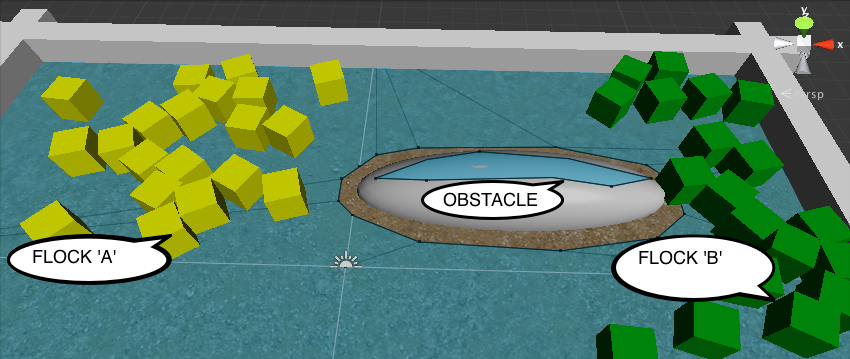 y
x
Persp
OBSTACLE
FLOCK 'A'
FLOCK 'B'